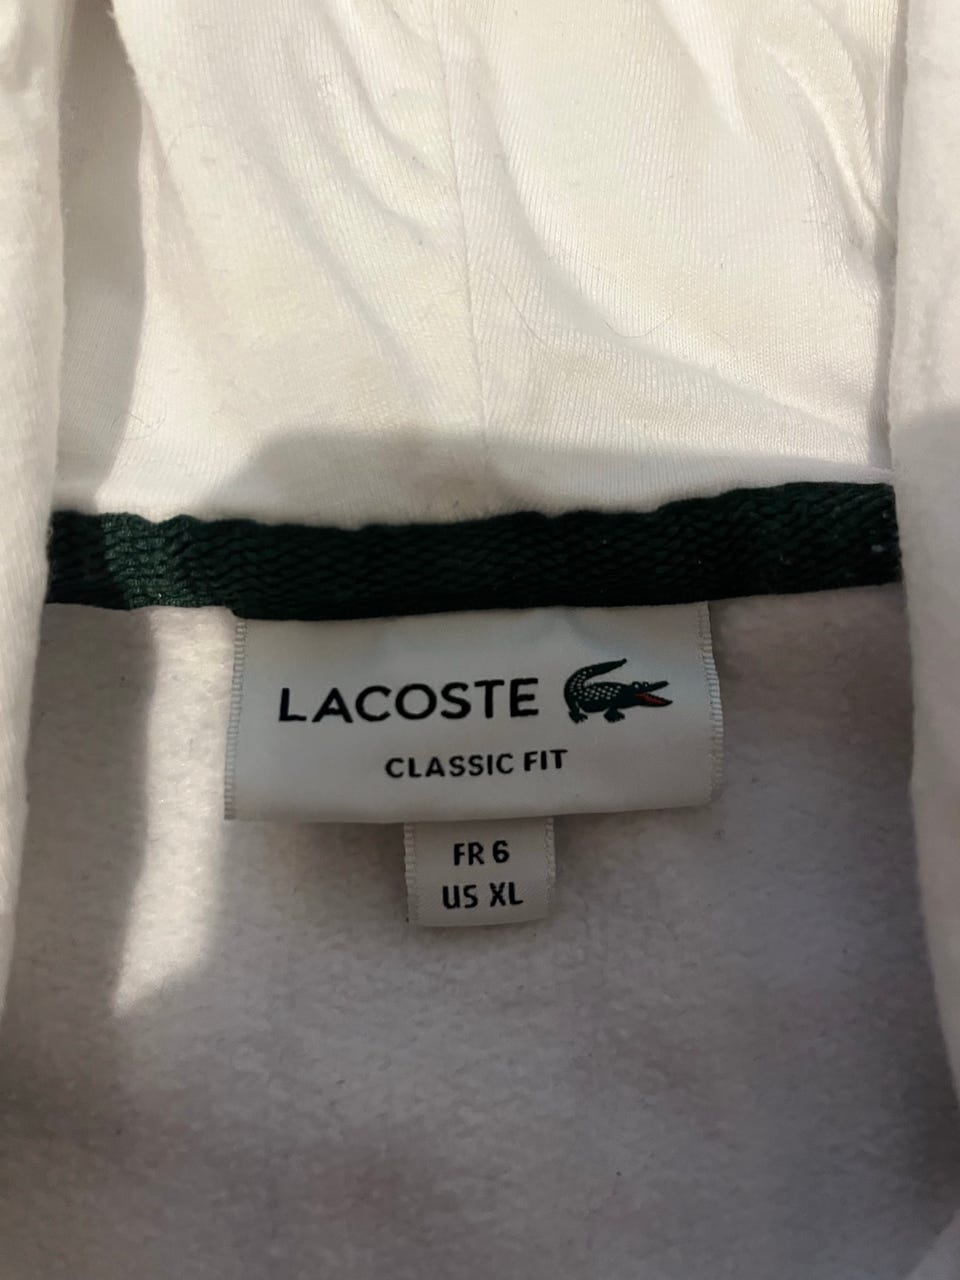 LACOSTE
CLASSIC FIT
FR 6
US XL